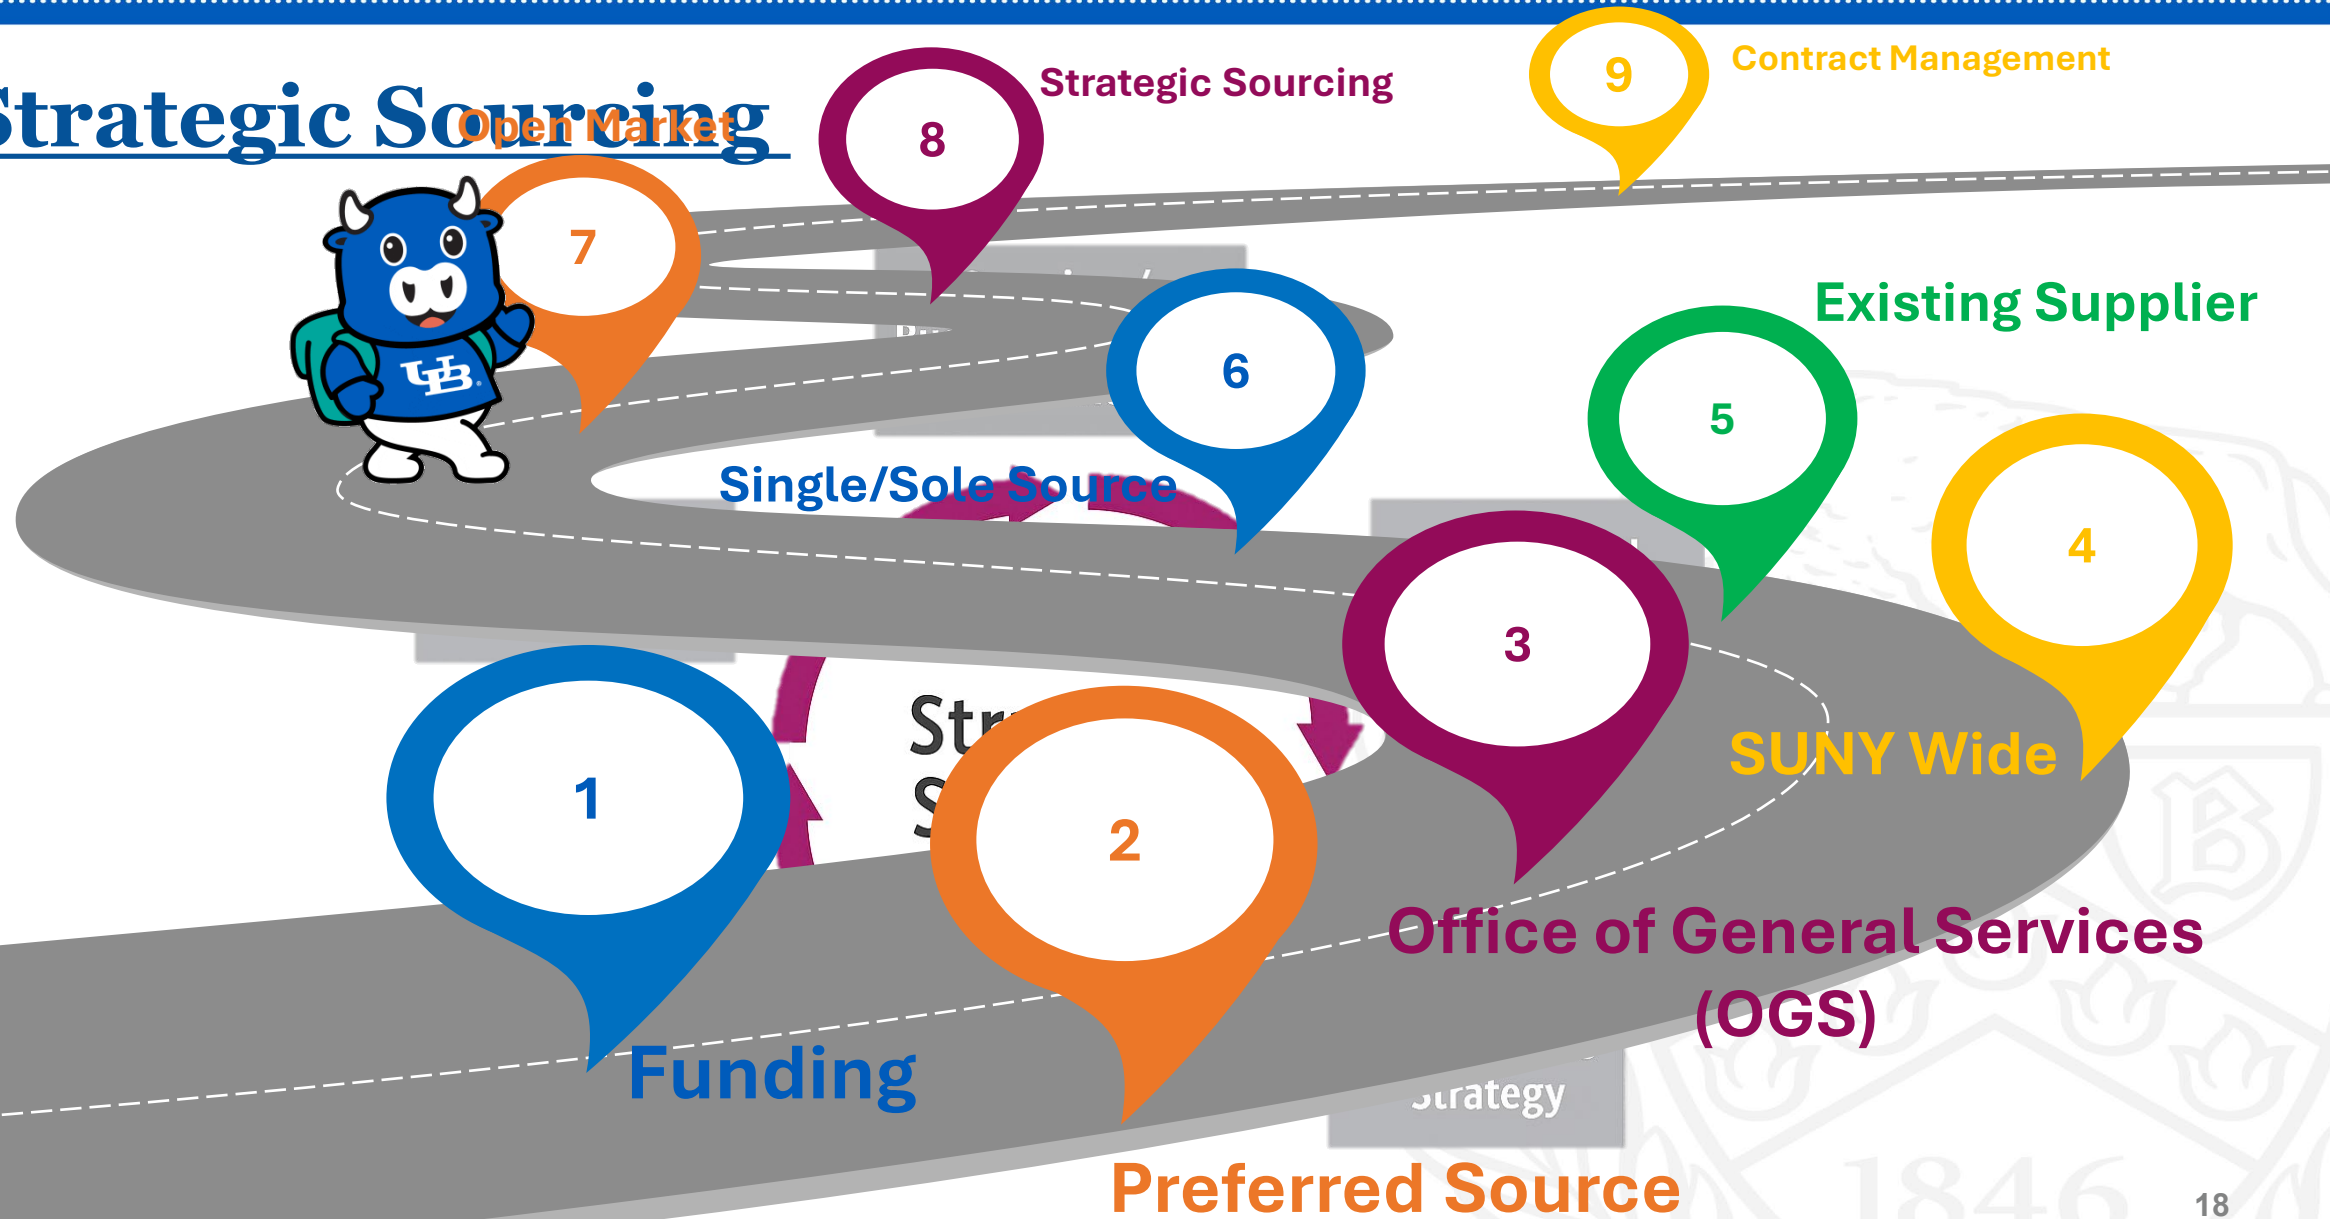 Strategic Sourcing
9
Contract Management
8
Strategic Sourcing
Open Market
7
6
Single/Sole Source
Existing Supplier
5
4
SUNY Wide
3
Office of General Services
(OGS)
2
Preferred Source
1
Funding
UB
Strategy
B
1846
18